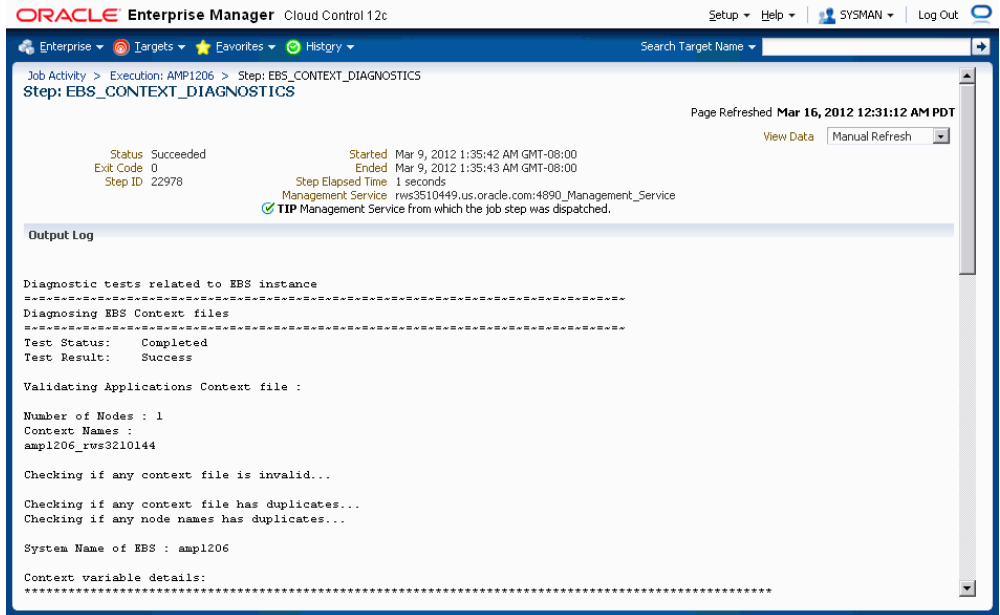 ORACLE Enterprise Manager Cloud Control 12c
Setup Help SYSMAN Log Out
Enterprise Targets Favorites History Search Target Name
Job Activity > Execution: AMP1206 > Step: EBS_CONTEXT_DIAGNOSTICS
Step: EBS_CONTEXT_DIAGNOSTICS
Page Refreshed Mar 16, 2012 12:31:12 AM PDT
View Data Manual Refresh
Status Succeeded Started Mar 9, 2012 1:35:42 AM GMT-08:00
Exit Code 0 Ended Mar 9, 2012 1:35:43 AM GMT-08:00
Step ID 22978 Step Elapsed Time 1 seconds
Management Service rws3510449.us.oracle.com:4890_Management_Service
TIP Management Service from which the job step was dispatched.
Output Log
Diagnostic tests related to EBS instance
=~=~=~=~=~=~=~=~=~=~=~=~=~=~=~=~=~=~=~=~=~=~=~=~=~=~=~=~=~=~=~=~=~=~=~=~=~=~=~=~=~
Diagnosing EBS Context files
=~=~=~=~=~=~=~=~=~=~=~=~=~=~=~=~=~=~=~=~=~=~=~=~=~=~=~=~=~=~=~=~=~=~=~=~=~=~=~=~=~
Test Status: Completed
Test Result: Success
Validating Applications Context file :
Number of Nodes : 1
Context Names :
amp1206_rws3210144
Checking if any context file is invalid...
Checking if any context file has duplicates...
Checking if any node names has duplicates...
System Name of EBS : amp1206
Context variable details:
******************************************************************************************************